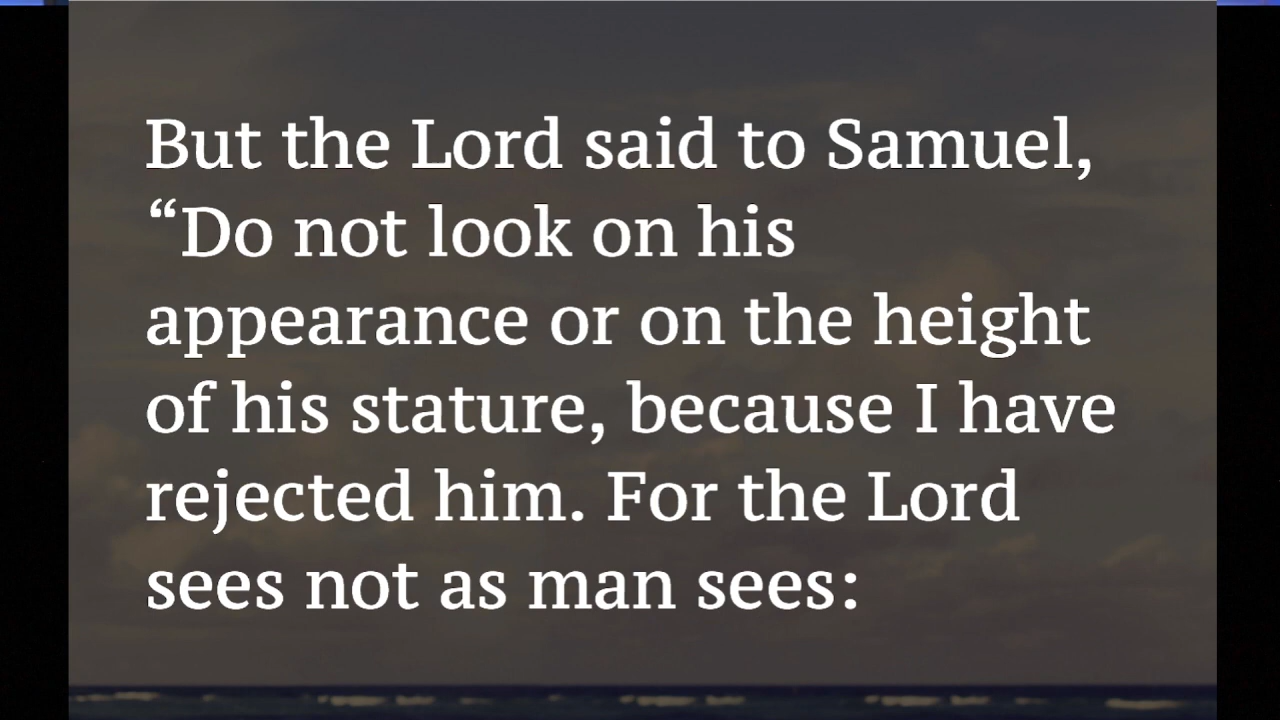 But the Lord said to Samuel,
“Do not look on his
appearance or on the height
of his stature, because I have
rejected him. For the Lord
sees not as man sees: